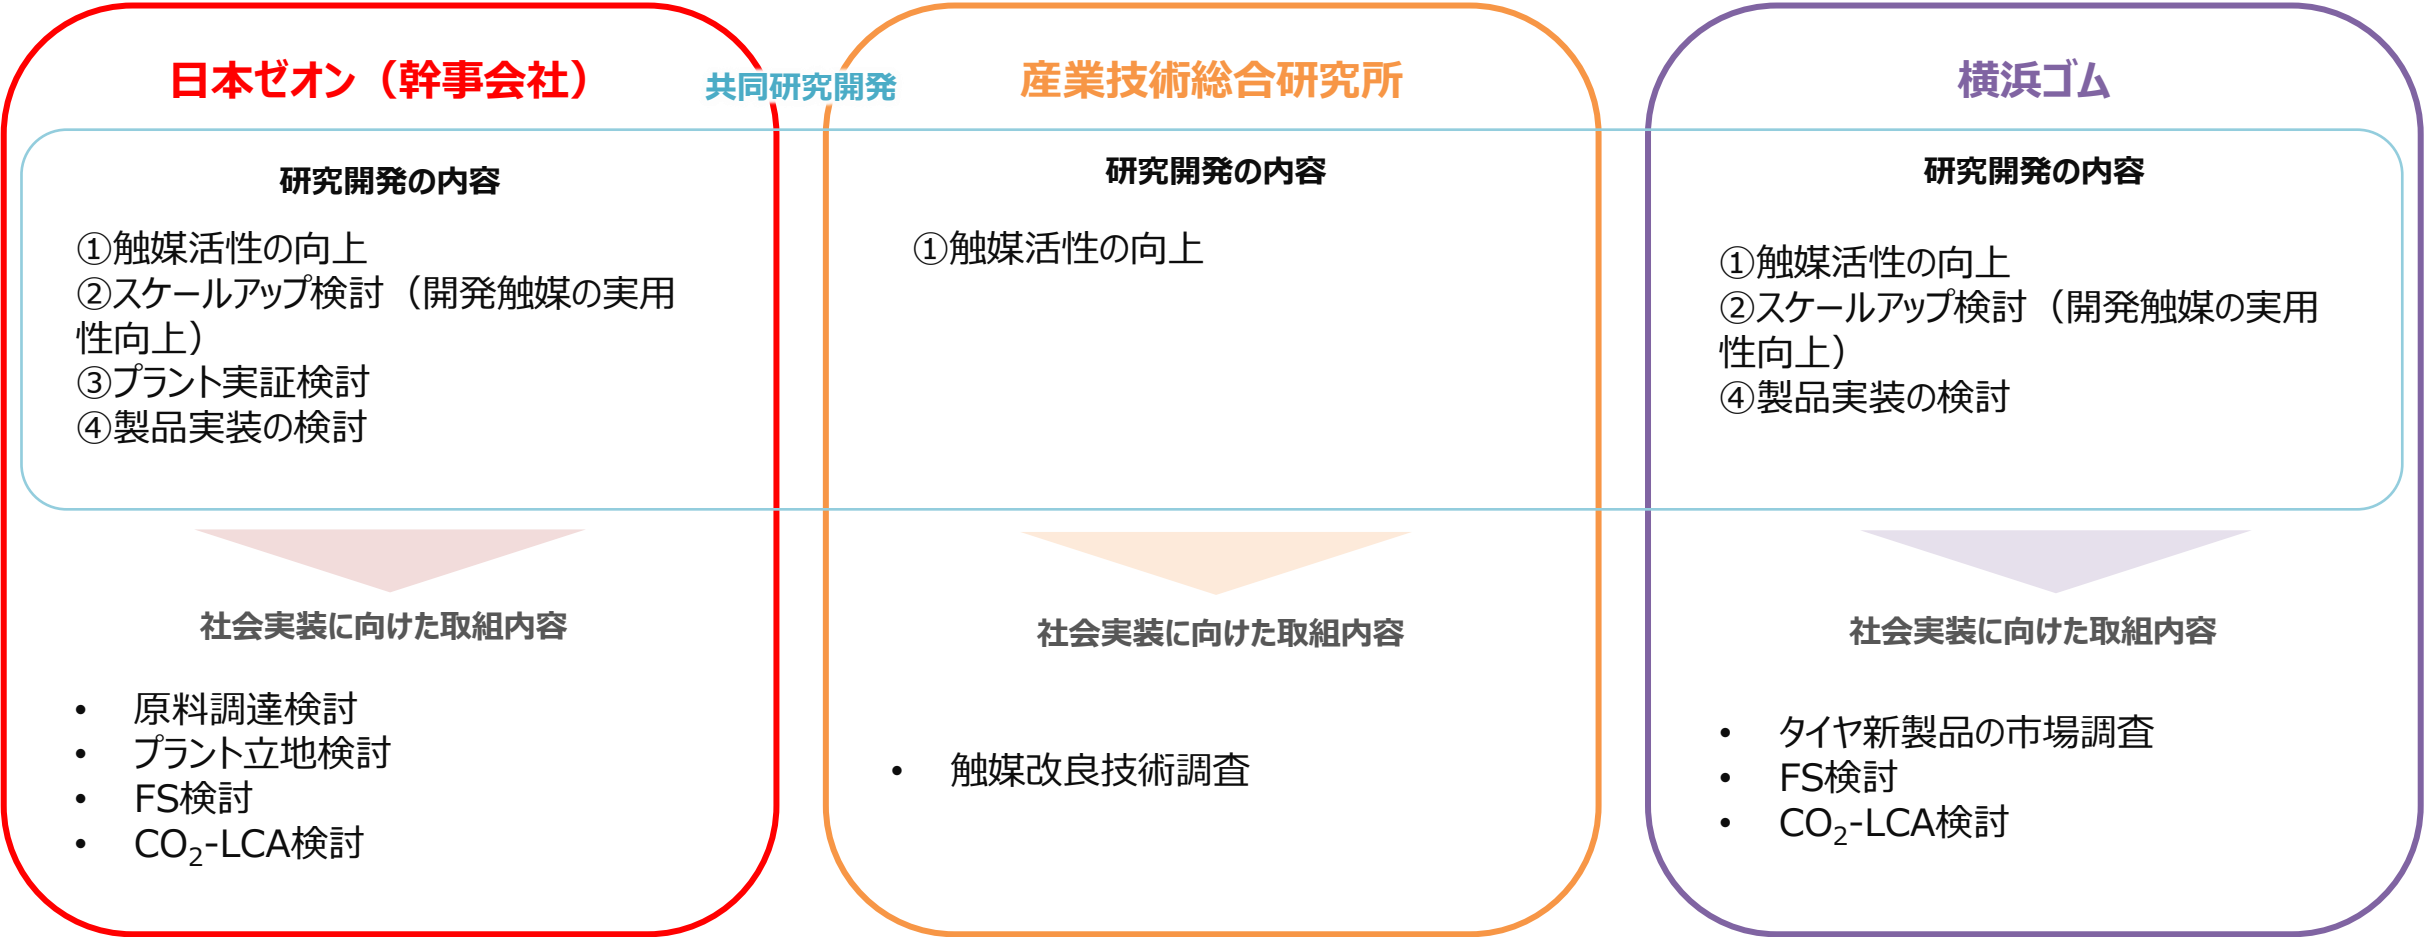 日本ゼオン（幹事会社）
共同研究開発
産業技術総合研究所
横浜ゴム
研究開発の内容
①触媒活性の向上
②スケールアップ検討（開発触媒の実用
性向上）
③プラント実証検討
④製品実装の検討
研究開発の内容
①触媒活性の向上
研究開発の内容
①触媒活性の向上
②スケールアップ検討（開発触媒の実用
性向上）
④製品実装の検討
社会実装に向けた取組内容
• 原料調達検討
• プラント立地検討
• FS検討
• CO₂-LCA検討
社会実装に向けた取組内容
• 触媒改良技術調査
社会実装に向けた取組内容
• タイヤ新製品の市場調査
• FS検討
• CO₂-LCA検討